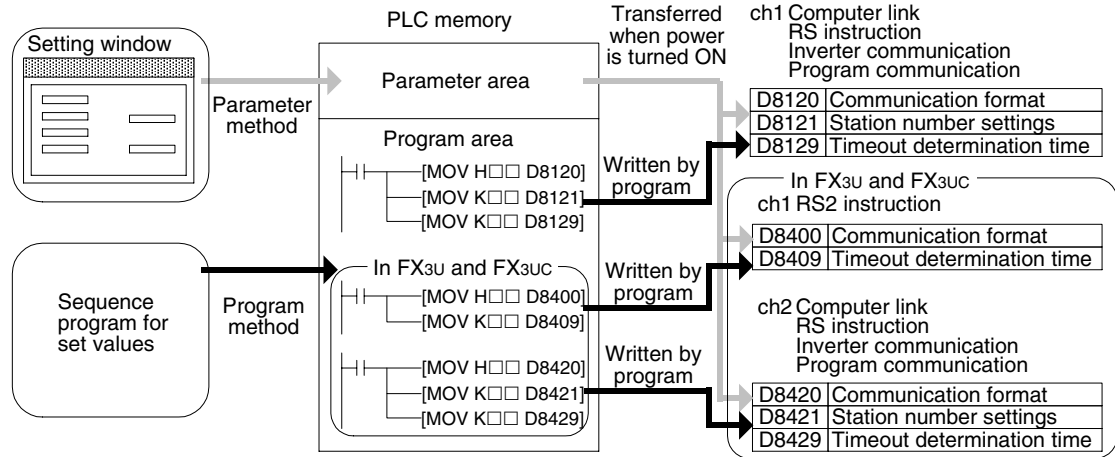 Setting window
Parameter
method
Sequence
program for
set values
Program
method
PLC memory
Parameter area
Program area
[MOV H□□ D8120]
[MOV K□□ D8121]
[MOV K□□ D8129]
In FX3U and FX3UC
[MOV H□□ D8400]
[MOV K□□ D8409]
[MOV H□□ D8420]
[MOV K□□ D8421]
[MOV K□□ D8429]
Transferred
when power
is turned ON
Written by
program
Written by
program
Written by
program
ch1 Computer link
RS instruction
Inverter communication
Program communication
D8120 Communication format
D8121 Station number settings
D8129 Timeout determination time
In FX3U and FX3UC
ch1 RS2 instruction
D8400 Communication format
D8409 Timeout determination time
ch2 Computer link
RS instruction
Inverter communication
Program communication
D8420 Communication format
D8421 Station number settings
D8429 Timeout determination time